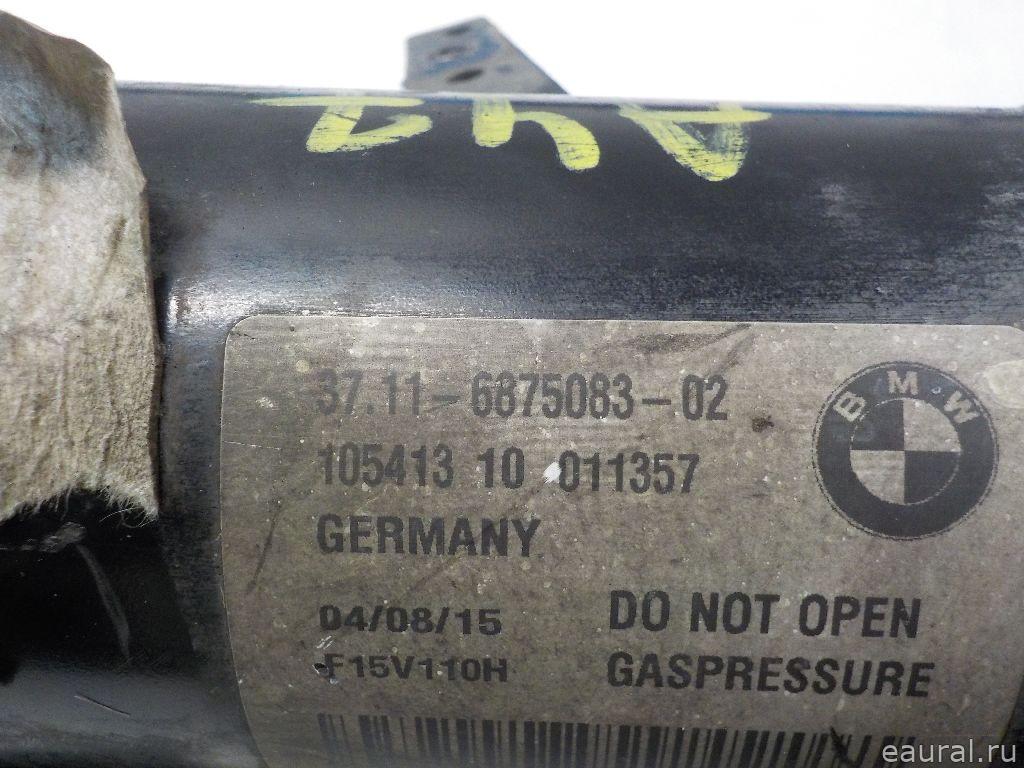 37.11-6875083-02
105413 10 011357
GERMANY
04/08/15
F15V110H
DO NOT OPEN
GASPRESSURE
BMW
eaural.ru